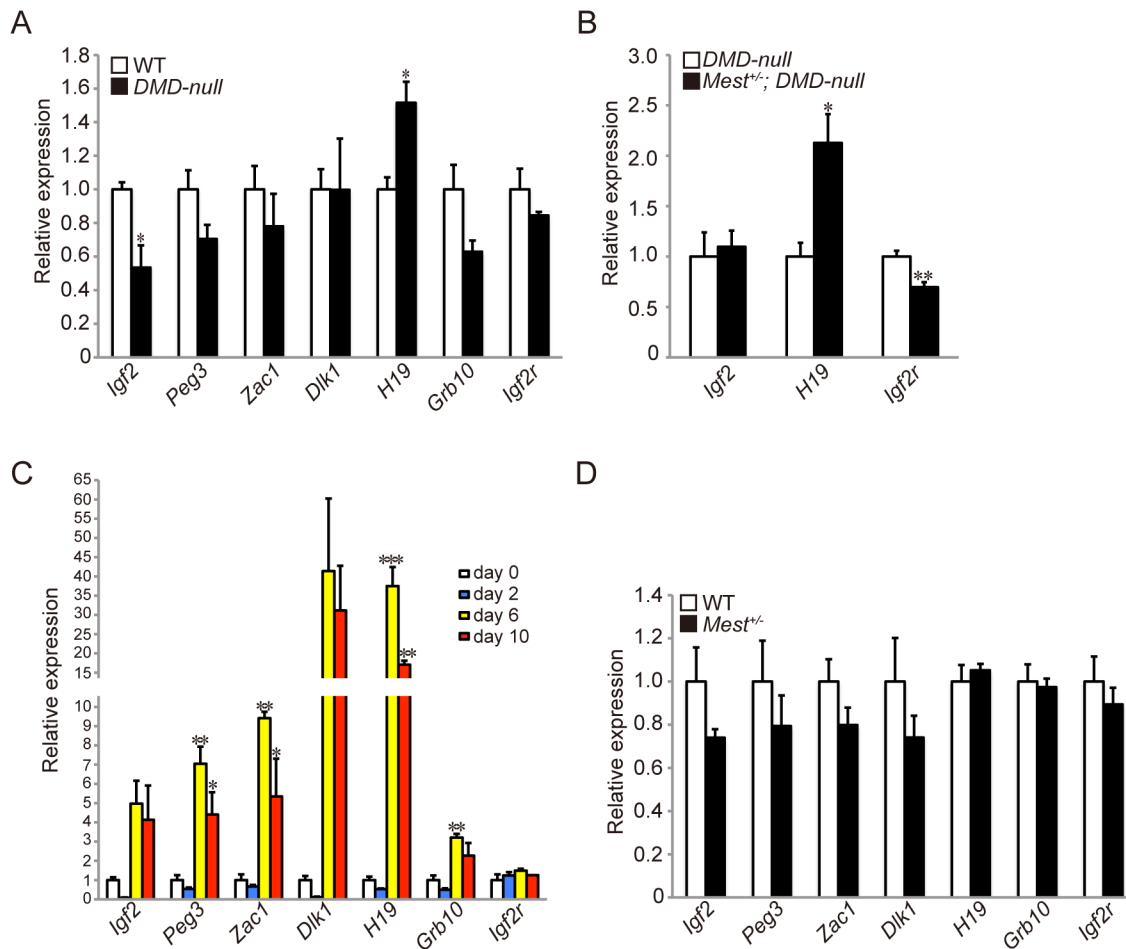 A
WT
DMD-null
Relative expression
1.8
1.6
1.4
1.2
1.0
0.8
0.6
0.4
0.2
0
*
*
Igf2 Peg3 Zac1 Dlk1 H19 Grb10 Igf2r
B
DMD-null
Mest+/-; DMD-null
Relative expression
3.0
2.5
2.0
1.5
1.0
0.5
0
*
**
Igf2 H19 Igf2r
C
day 0
day 2
day 6
day 10
Relative expression
65
60
55
50
45
40
35
30
25
20
15
10
9
8
7
6
5
4
3
2
1
0
**
*
**
*
***
**
**
Igf2 Peg3 Zac1 Dlk1 H19 Grb10 Igf2r
D
WT
Mest+/-
Relative expression
1.4
1.2
1.0
0.8
0.6
0.4
0.2
0
Igf2 Peg3 Zac1 Dlk1 H19 Grb10 Igf2r